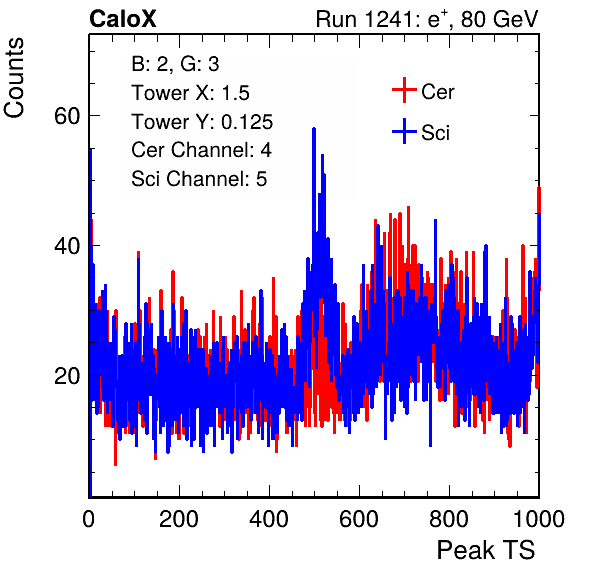 CaloX Run 1241: e⁺, 80 GeV
Counts
B: 2, G: 3
Tower X: 1.5
Tower Y: 0.125
Cer Channel: 4
Sci Channel: 5
Cer
Sci
60
40
20
0 200 400 600 800 1000
Peak TS